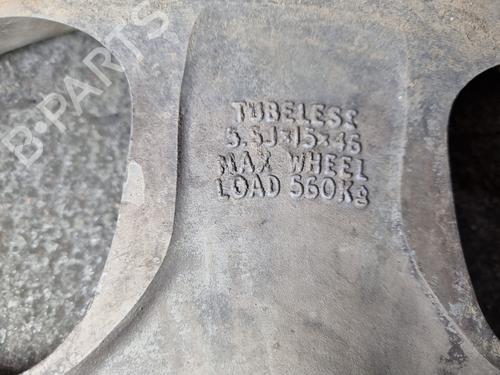 B-PARTS
TUBELESS
5.5J×15×46
MAX WHEEL
LOAD 560Kg